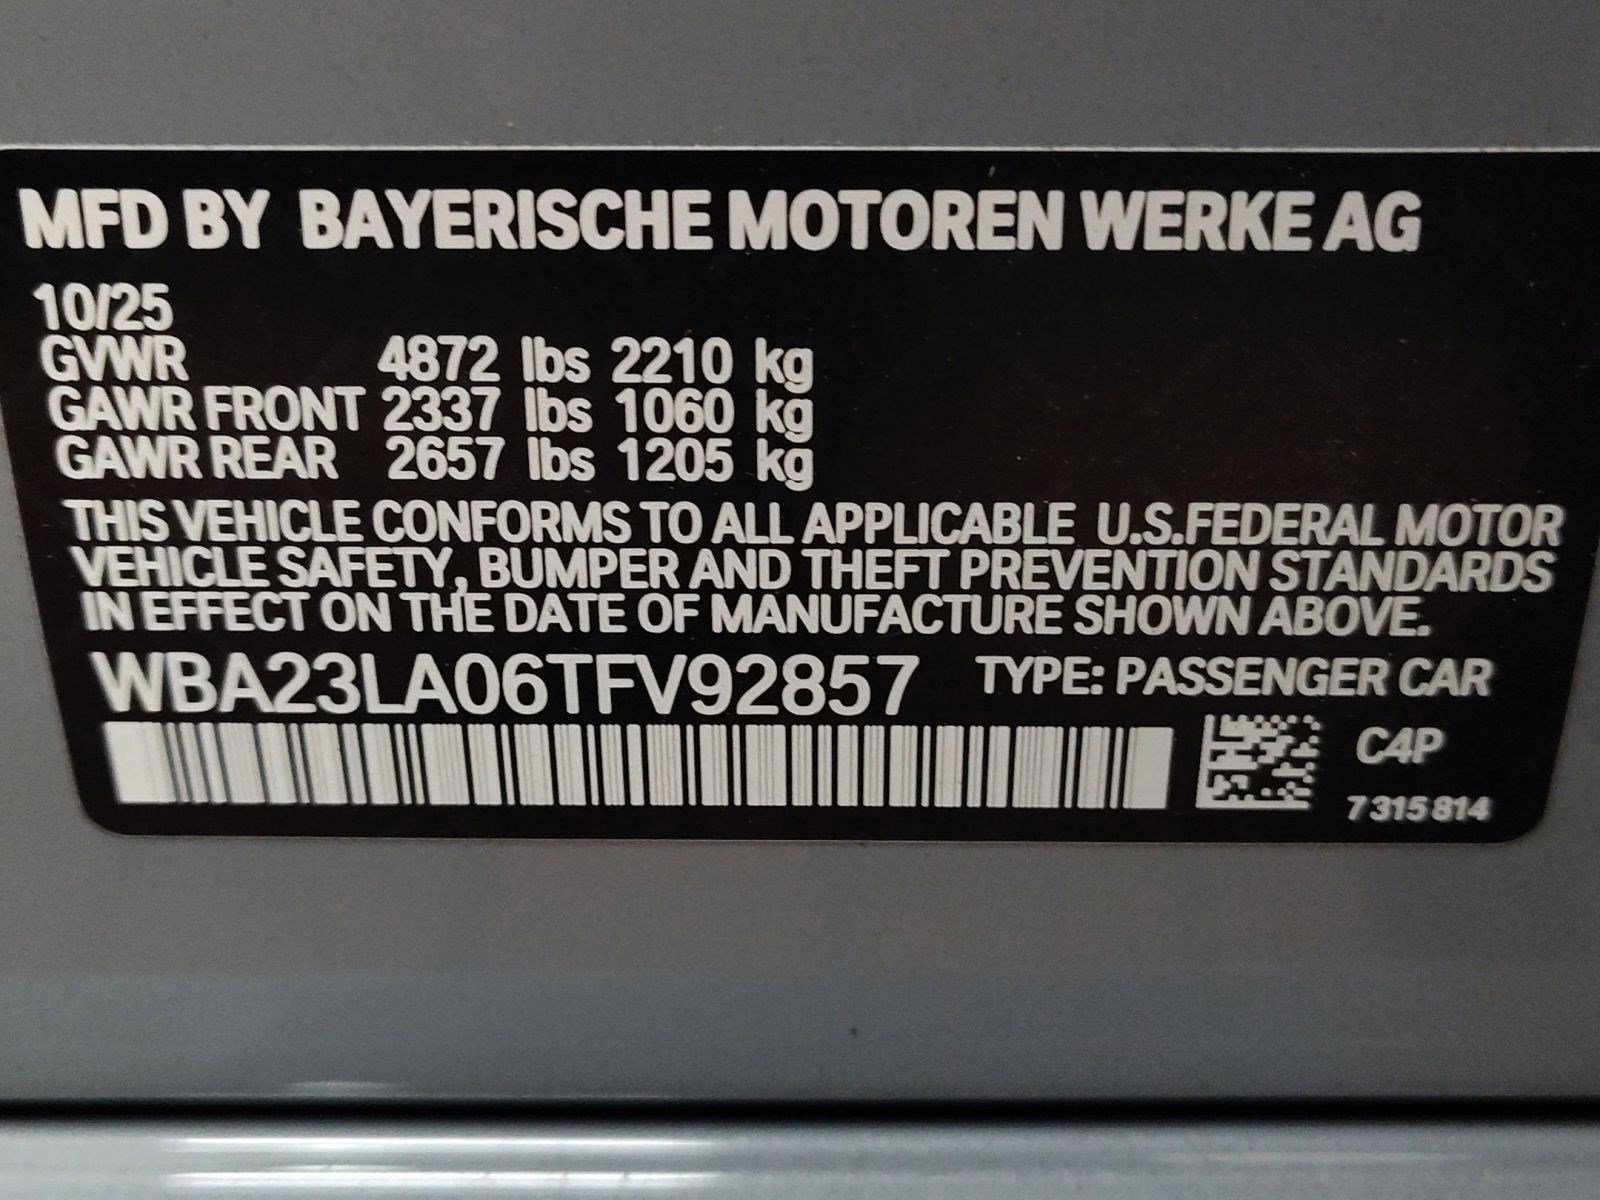 MFD BY BAYERISCHE MOTOREN WERKE AG
10/25
GVWR 4872 lbs 2210 kg
GAWR FRONT 2337 lbs 1060 kg
GAWR REAR 2657 lbs 1205 kg
THIS VEHICLE CONFORMS TO ALL APPLICABLE U.S.FEDERAL MOTOR
VEHICLE SAFETY, BUMPER AND THEFT PREVENTION STANDARDS
IN EFFECT ON THE DATE OF MANUFACTURE SHOWN ABOVE.
WBA23LA06TFV92857 TYPE: PASSENGER CAR
C4P
7 315 814